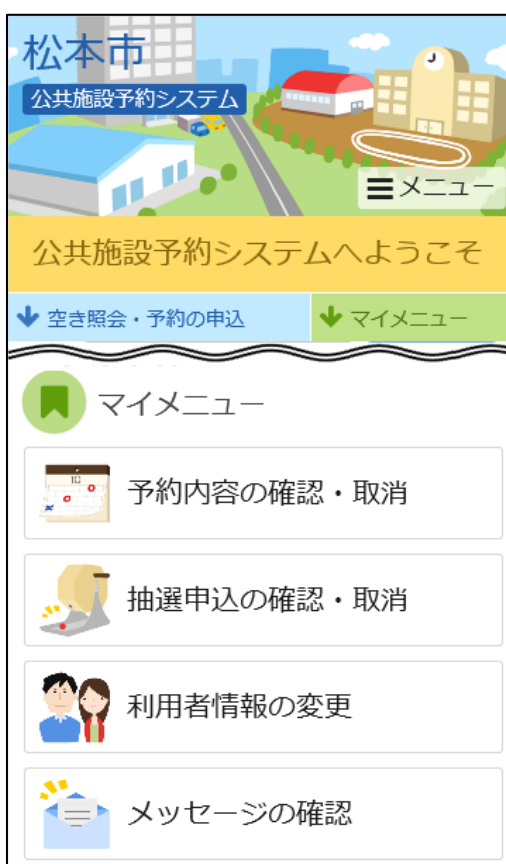 松本市
公共施設予約システム
メニュー
公共施設予約システムへようこそ
空き照会・予約の申込
マイメニュー
マイメニュー
10
予約内容の確認・取消
抽選申込の確認・取消
利用者情報の変更
メッセージの確認